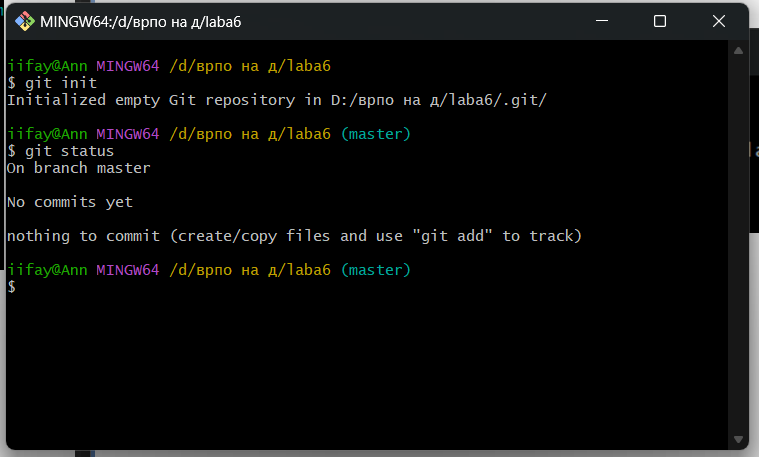 MINGW64:/d/врпо на д/laba6
iifay@Ann MINGW64 /d/врпо на д/laba6
$ git init
Initialized empty Git repository in D:/врпо на д/laba6/.git/
iifay@Ann MINGW64 /d/врпо на д/laba6 (master)
$ git status
On branch master
No commits yet
nothing to commit (create/copy files and use "git add" to track)
iifay@Ann MINGW64 /d/врпо на д/laba6 (master)
$